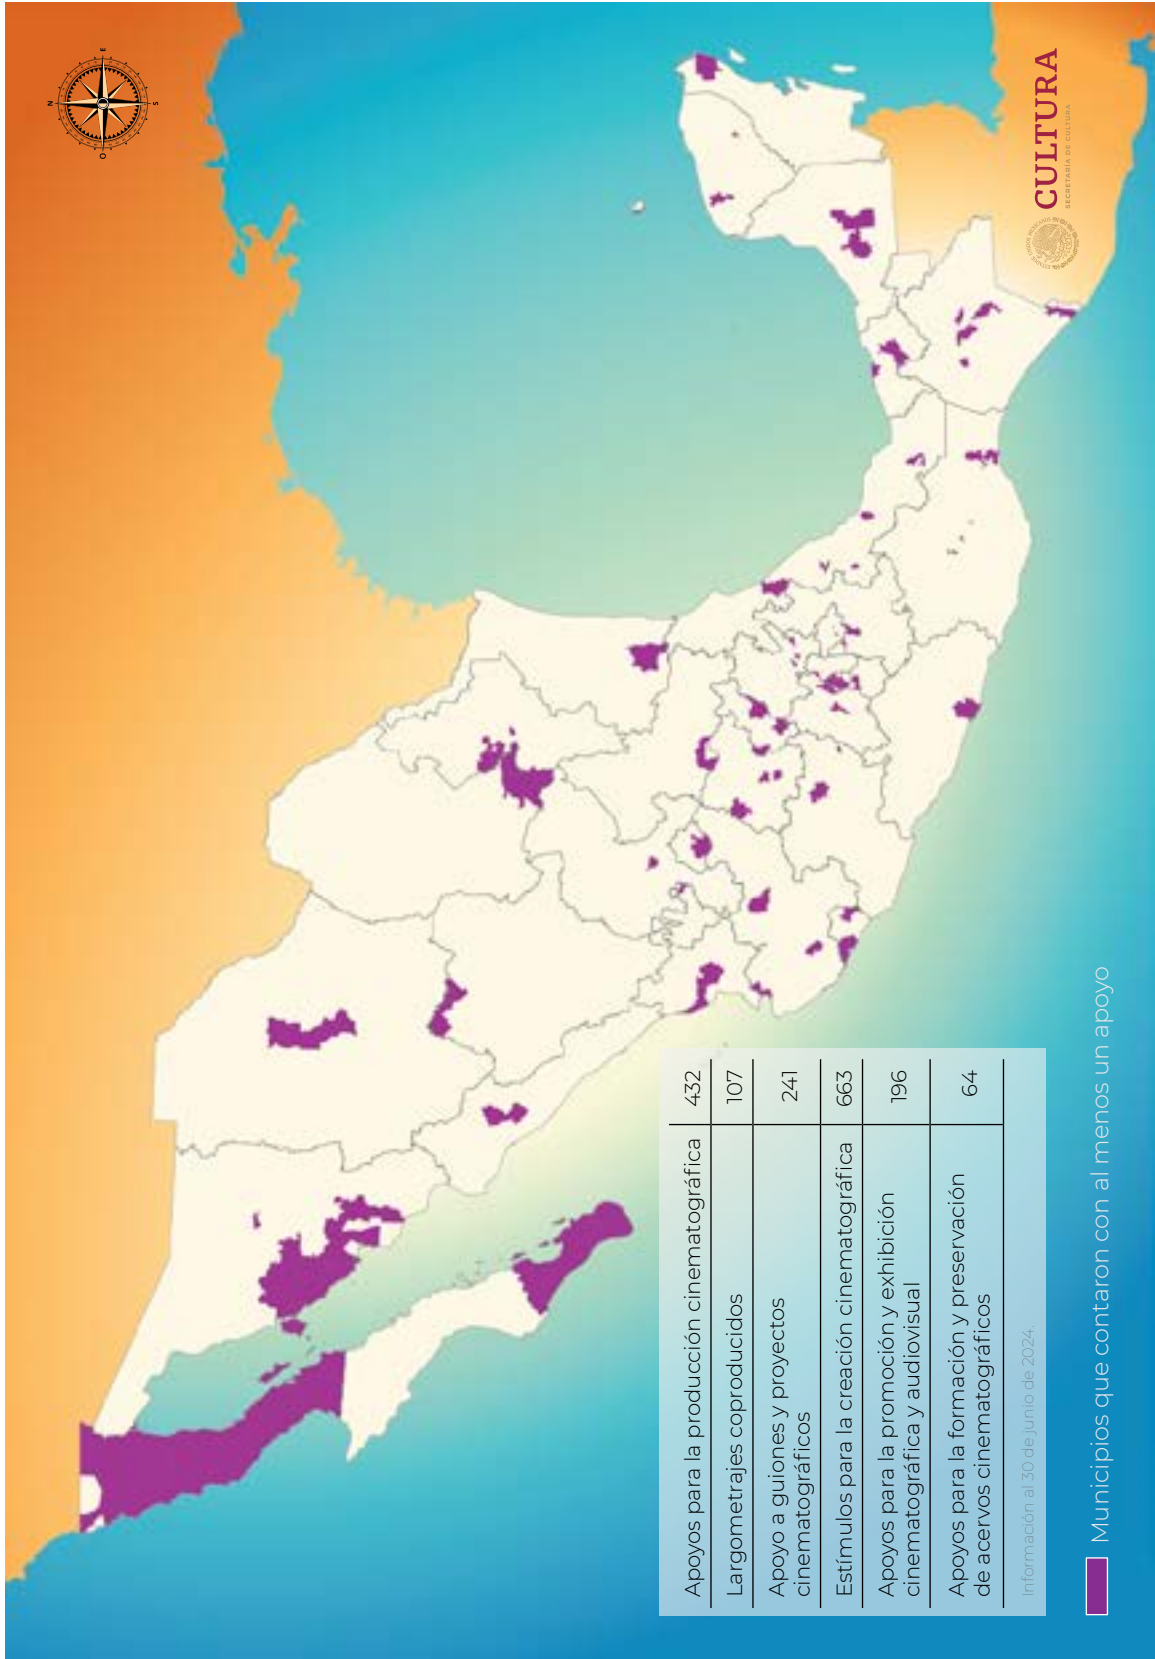 N
E
S
O
CULTURA
SECRETARÍA DE CULTURA
Apoyos para la producción cinematográfica 432
Largometrajes coproducidos 107
Apoyo a guiones y proyectos
cinematográficos 241
Estímulos para la creación cinematográfica 663
Apoyos para la promoción y exhibición
cinematográfica y audiovisual 196
Apoyos para la formación y preservación
de acervos cinematográficos 64
Información al 30 de junio de 2024.
Municipios que contaron con al menos un apoyo